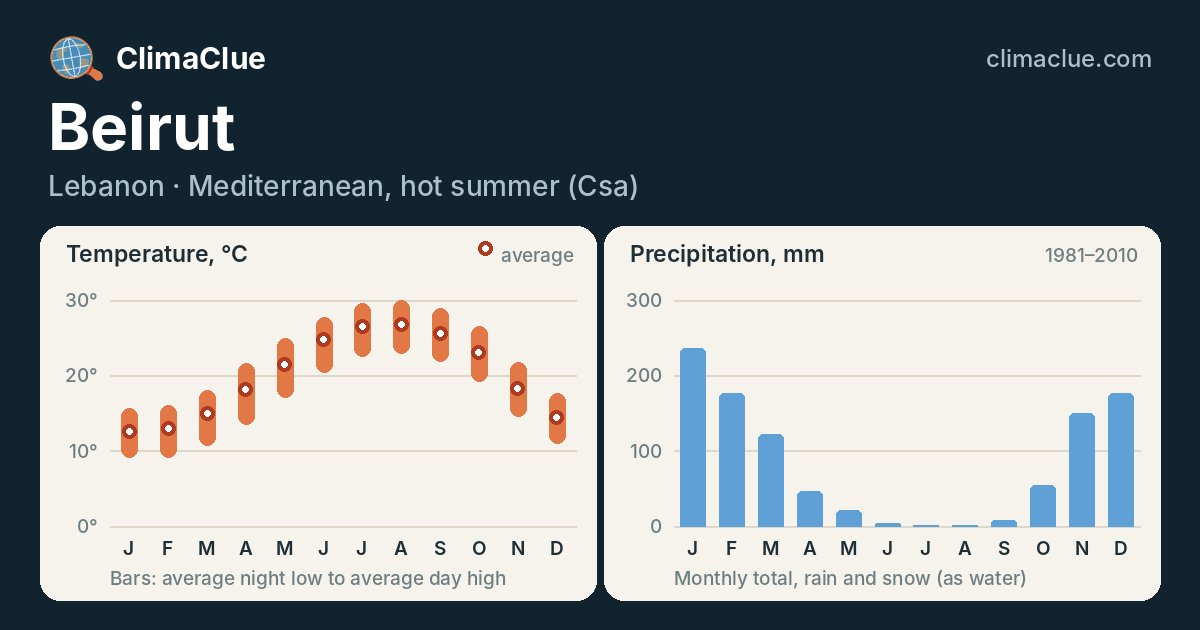 ClimaClue
climaclue.com
Beirut
Lebanon · Mediterranean, hot summer (Csa)
Temperature, °C
average
30°
20°
10°
0°
J F M A M J J A S O N D
Bars: average night low to average day high
Precipitation, mm
1981–2010
300
200
100
0
J F M A M J J A S O N D
Monthly total, rain and snow (as water)